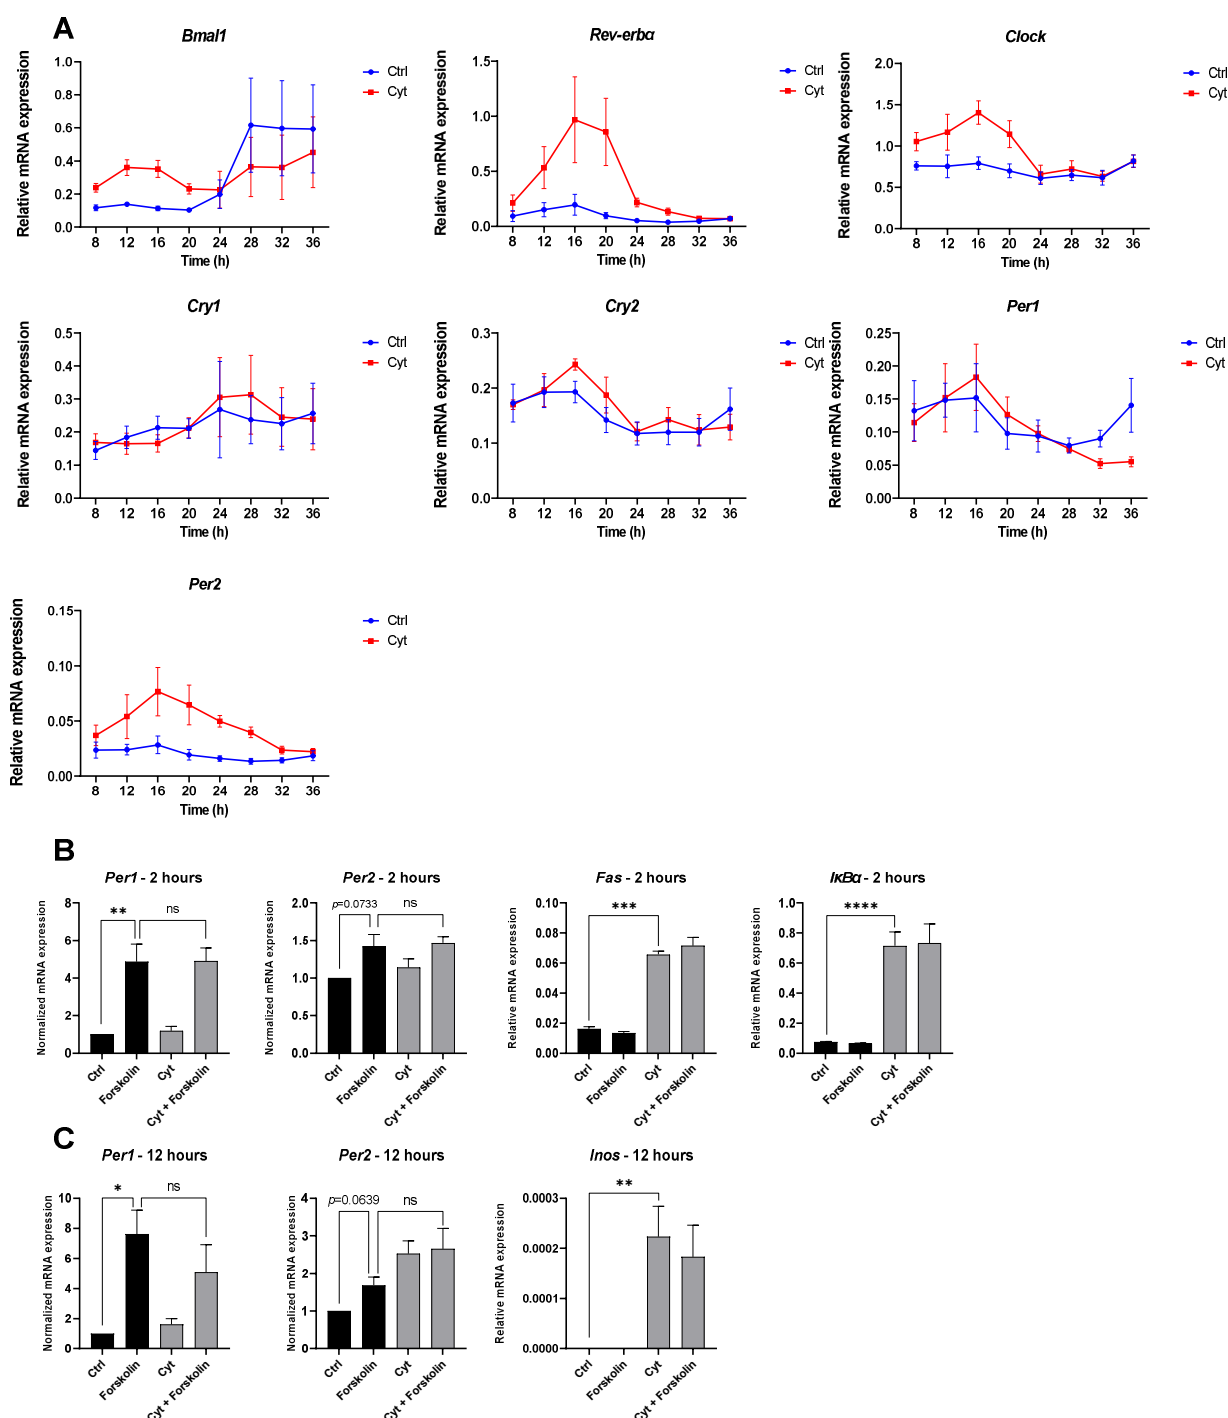 A
Bmal1
Relative mRNA expression
1.0
0.8
0.6
0.4
0.2
0.0
8 12 16 20 24 28 32 36
Time (h)
Ctrl
Cyt
Rev-erbα
Relative mRNA expression
1.5
1.0
0.5
0.0
8 12 16 20 24 28 32 36
Time (h)
Ctrl
Cyt
Clock
Relative mRNA expression
2.0
1.5
1.0
0.5
0.0
8 12 16 20 24 28 32 36
Time (h)
Ctrl
Cyt
Cry1
Relative mRNA expression
0.5
0.4
0.3
0.2
0.1
0.0
8 12 16 20 24 28 32 36
Time (h)
Ctrl
Cyt
Cry2
Relative mRNA expression
0.3
0.2
0.1
0.0
8 12 16 20 24 28 32 36
Time (h)
Ctrl
Cyt
Per1
Relative mRNA expression
0.25
0.20
0.15
0.10
0.05
0.00
8 12 16 20 24 28 32 36
Time (h)
Ctrl
Cyt
Per2
Relative mRNA expression
0.15
0.10
0.05
0.00
8 12 16 20 24 28 32 36
Time (h)
Ctrl
Cyt
B
Per1 - 2 hours
Normalized mRNA expression
8
6
4
2
0
**
ns
Ctrl
Forskolin
Cyt
Cyt + Forskolin
Per2 - 2 hours
Normalized mRNA expression
2.0
1.5
1.0
0.5
0.0
p=0.0733
ns
Ctrl
Forskolin
Cyt
Cyt + Forskolin
Fas - 2 hours
Relative mRNA expression
0.10
0.08
0.06
0.04
0.02
0.00
***
Ctrl
Forskolin
Cyt
Cyt + Forskolin
IκBα - 2 hours
Relative mRNA expression
1.0
0.8
0.6
0.4
0.2
0.0
****
Ctrl
Forskolin
Cyt
Cyt + Forskolin
C
Per1 - 12 hours
Normalized mRNA expression
10
8
6
4
2
0
*
ns
Ctrl
Forskolin
Cyt
Cyt + Forskolin
Per2 - 12 hours
Normalized mRNA expression
4
3
2
1
0
p=0.0639
ns
Ctrl
Forskolin
Cyt
Cyt + Forskolin
Inos - 12 hours
Relative mRNA expression
0.0003
0.0002
0.0001
0.0000
**
Ctrl
Forskolin
Cyt
Cyt + Forskolin